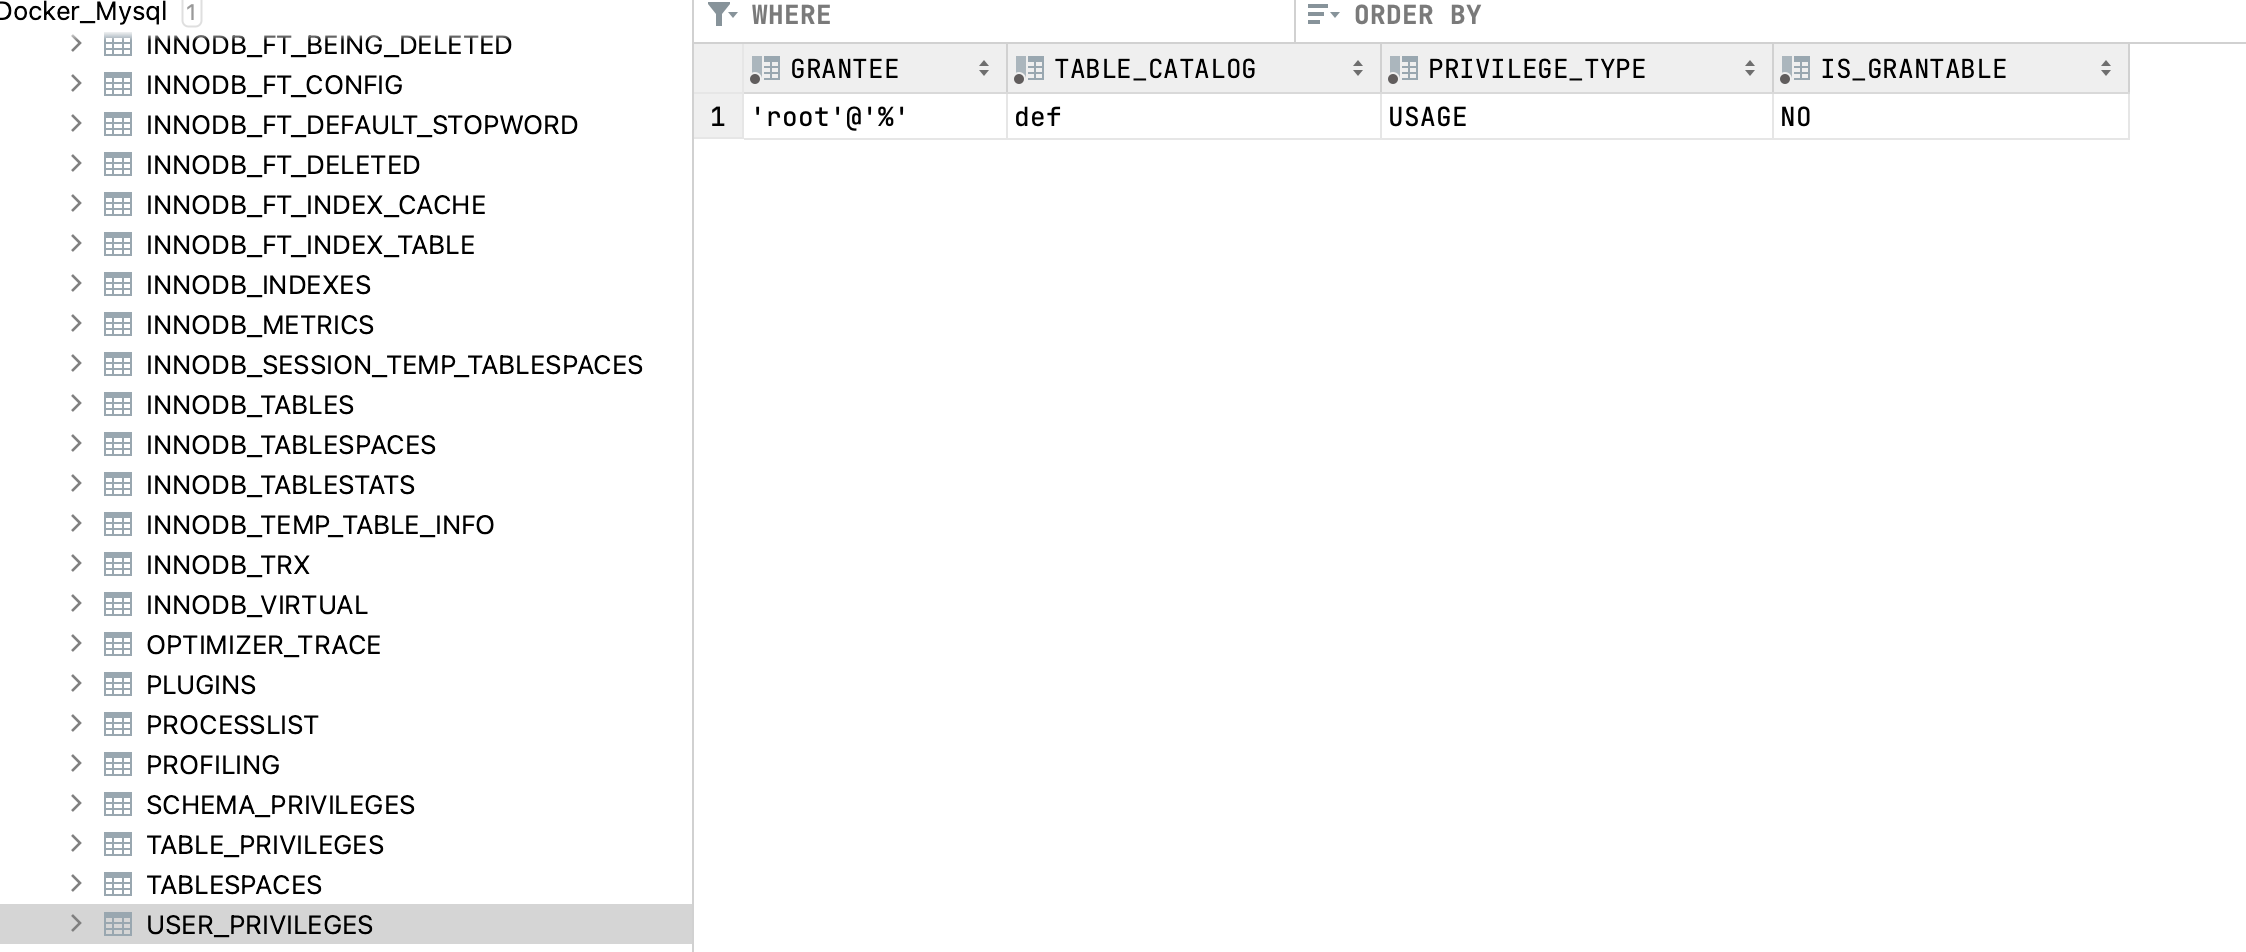 Docker_Mysql 1
INNODB_FT_BEING_DELETED
INNODB_FT_CONFIG
INNODB_FT_DEFAULT_STOPWORD
INNODB_FT_DELETED
INNODB_FT_INDEX_CACHE
INNODB_FT_INDEX_TABLE
INNODB_INDEXES
INNODB_METRICS
INNODB_SESSION_TEMP_TABLESPACES
INNODB_TABLES
INNODB_TABLESPACES
INNODB_TABLESTATS
INNODB_TEMP_TABLE_INFO
INNODB_TRX
INNODB_VIRTUAL
OPTIMIZER_TRACE
PLUGINS
PROCESSLIST
PROFILING
SCHEMA_PRIVILEGES
TABLE_PRIVILEGES
TABLESPACES
USER_PRIVILEGES
WHERE ORDER BY
GRANTEE TABLE_CATALOG PRIVILEGE_TYPE IS_GRANTABLE
1 'root'@'%' def USAGE NO